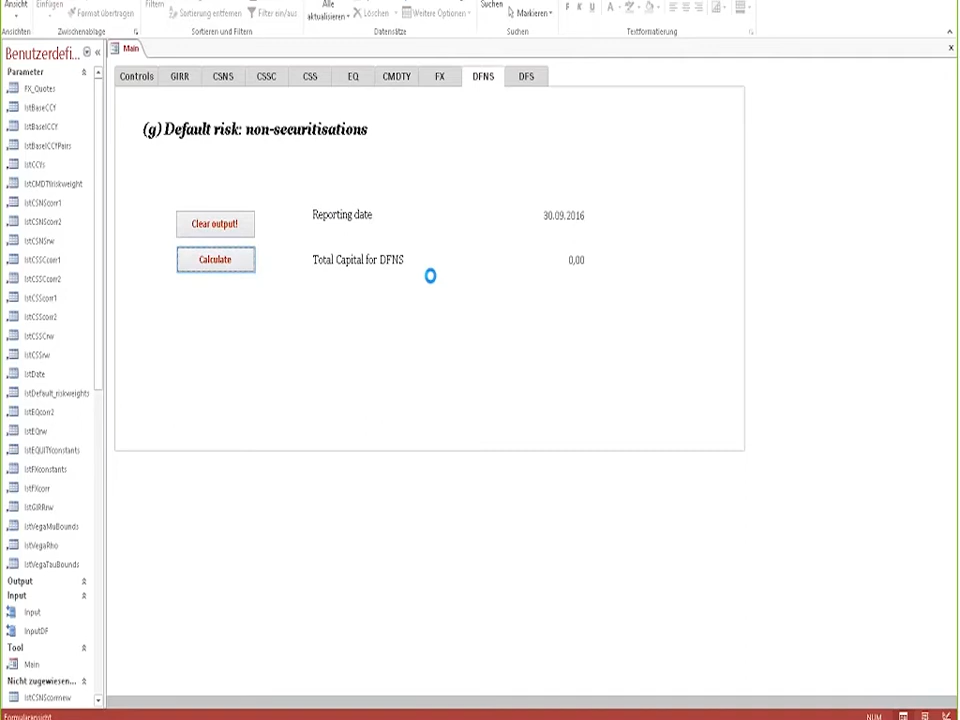 Ansicht
Einfügen
Format übertragen
Filtern
Sortierung entfernen
Filter ein/aus
Alle
aktualisieren
Löschen
Weitere Optionen
Suchen
Markieren
F K U
A
Ansichten
Zwischenablage
Sortieren und Filtern
Datensätze
Suchen
Textformatierung
Benutzerdefi...
Main
Parameter
FX_Quotes
lstBaseCCY
lstBaseICCY
lstBaseICCYPairs
lstCCYs
lstCMDTYriskweight
lstCSNScorr1
lstCSNScorr2
lstCSNSrw
lstCSSCcorr1
lstCSSCcorr2
lstCSScorr1
lstCSScorr2
lstCSSCrw
lstCSSrw
lstDate
lstDefault_riskweights
lstEQcorr2
lstEQrw
lstEQUITYconstants
lstFXconstants
lstFXcorr
lstGIRRrw
lstVegaMuBounds
lstVegaRho
lstVegaTauBounds
Output
Input
Input
InputDF
Tool
Main
Nicht zugewiesen...
lstCSNScorrnew
Controls GIRR CSNS CSSC CSS EQ CMDTY FX DFNS DFS
(g) Default risk: non-securitisations
Clear output!
Reporting date 30.09.2016
Calculate
Total Capital for DFNS 0,00
Formularansicht
NUM